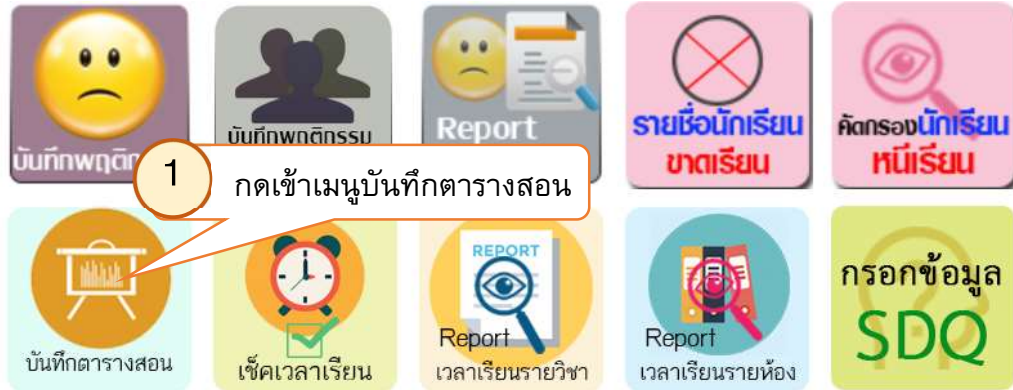 บันทึกพฤติก
บันทึกพฤติกรรม
Report
รายชื่อนักเรียน
ขาดเรียน
คัดกรองนักเรียน
หนีเรียน
1
กดเข้าเมนูบันทึกตารางสอน
บันทึกตารางสอน
เช็คเวลาเรียน
REPORT
Report
เวลาเรียนรายวิชา
Report
เวลาเรียนรายห้อง
กรอกข้อมูล
SDQ